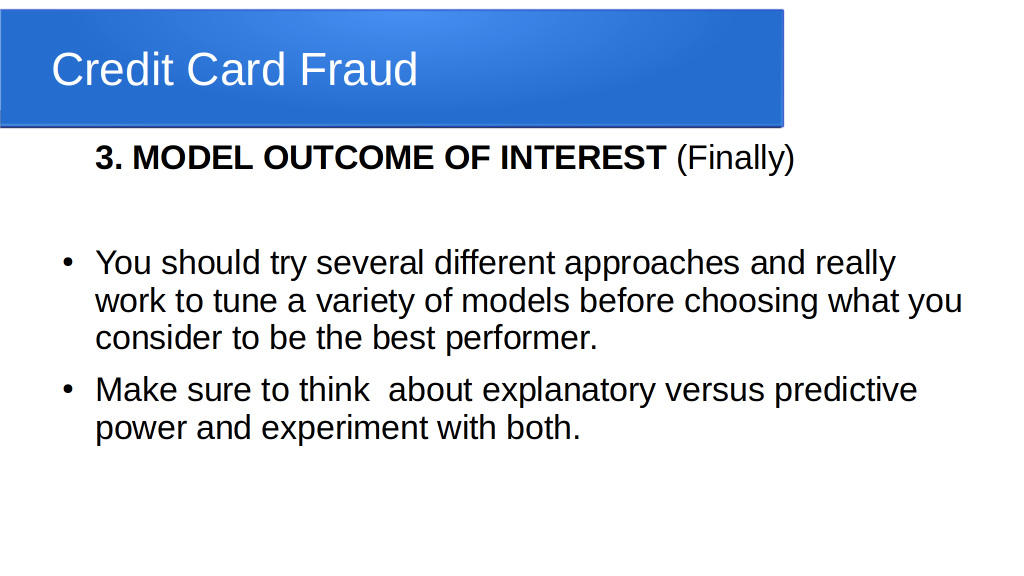 Credit Card Fraud
3. MODEL OUTCOME OF INTEREST (Finally)
• You should try several different approaches and really
work to tune a variety of models before choosing what you
consider to be the best performer.
• Make sure to think  about explanatory versus predictive
power and experiment with both.